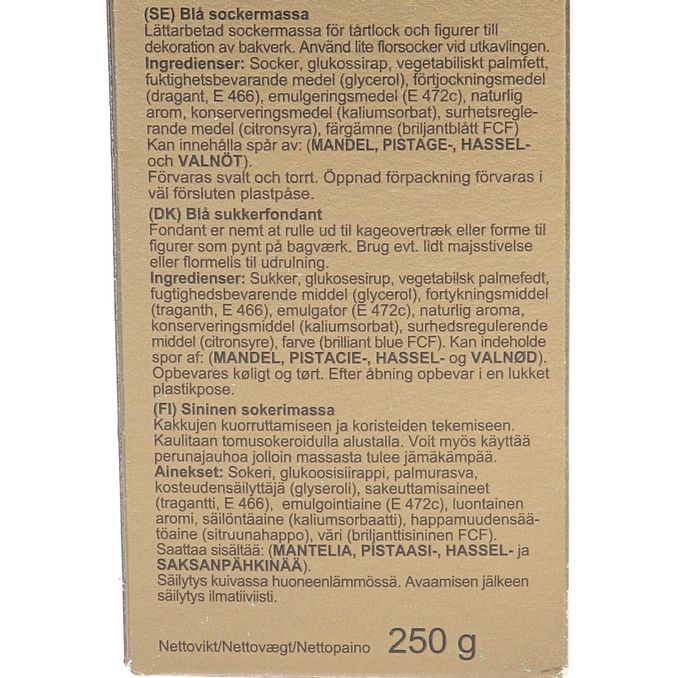 (SE) Blå sockermassa
Lättarbetad sockermassa för tårtlock och figurer till
dekoration av bakverk. Använd lite florsocker vid utkavlingen.
Ingredienser: Socker, glukossirap, vegetabiliskt palmfett,
fuktighetsbevarande medel (glycerol), förtjockningsmedel
(dragant, E 466), emulgeringsmedel (E 472c), naturlig
arom, konserveringsmedel (kaliumsorbat), surhetsregle-
rande medel (citronsyra), färgämne (briljantblått FCF)
Kan innehålla spår av: (MANDEL, PISTAGE-, HASSEL-
och VALNÖT).
Förvaras svalt och torrt. Öppnad förpackning förvaras i
väl försluten plastpåse.
(DK) Blå sukkerfondant
Fondant er nemt at rulle ud til kageovertræk eller forme til
figurer som pynt på bagværk. Brug evt. lidt majsstivelse
eller flormelis til udrulning.
Ingredienser: Sukker, glukosesirup, vegetabilsk palmefedt,
fugtighedsbevarende middel (glycerol), fortykningsmiddel
(traganth, E 466), emulgator (E 472c), naturlig aroma,
konserveringsmiddel (kaliumsorbat), surhedsregulerende
middel (citronsyre), farve (brilliant blue FCF). Kan indeholde
spor af: (MANDEL, PISTACIE-, HASSEL- og VALNØD).
Opbevares køligt og tørt. Efter åbning opbevar i en lukket
plastikpose.
(FI) Sininen sokerimassa
Kakkujen kuorruttamiseen ja koristeiden tekemiseen.
Kaulitaan tomusokeroidulla alustalla. Voit myös käyttää
perunajauhoa jolloin massasta tulee jämäkämpää.
Ainekset: Sokeri, glukoosisiirappi, palmurasva,
kosteudensäilyttäjä (glyseroli), sakeuttamisaineet
(tragantti, E 466), emulgointiaine (E 472c), luontainen
aromi, säilöntäaine (kaliumsorbaatti), happamuudensää-
töaine (sitruunahappo), väri (briljanttisininen FCF).
Saattaa sisältää: (MANTELIA, PISTAASI-, HASSEL- ja
SAKSANPÄHKINÄÄ).
Säilytys kuivassa huoneenlämmössä. Avaamisen jälkeen
säilytys ilmatiiviisti.
Nettovikt/Nettovægt/Nettopaino 250 g